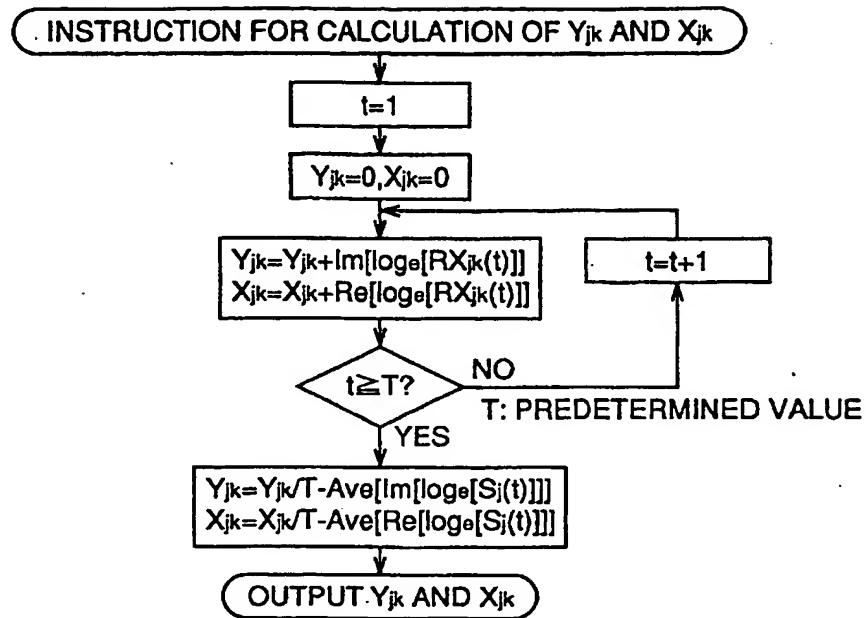 INSTRUCTION FOR CALCULATION OF Yjk AND Xjk
t=1
Yjk=0,Xjk=0
Yjk=Yjk+Im[loge[RXjk(t)]]
Xjk=Xjk+Re[loge[RXjk(t)]]
t=t+1
t≧T?
NO
T: PREDETERMINED VALUE
YES
Yjk=Yjk/T-Ave[Im[loge[Sj(t)]]]
Xjk=Xjk/T-Ave[Re[loge[Sj(t)]]]
OUTPUT Yjk AND Xjk